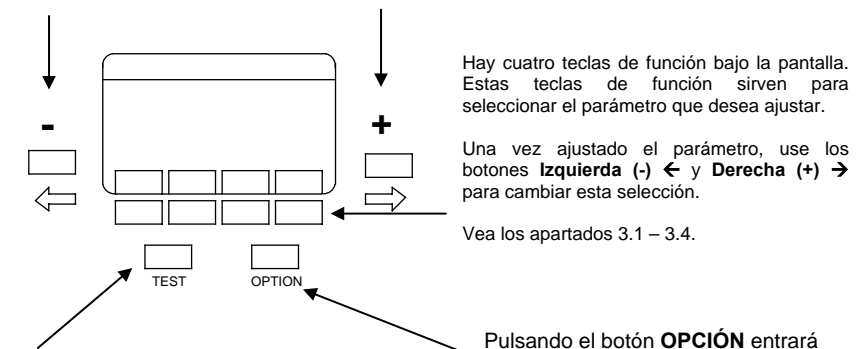 Hay cuatro teclas de función bajo la pantalla.
Estas teclas de función sirven para
seleccionar el parámetro que desea ajustar.
Una vez ajustado el parámetro, use los
botones Izquierda (-) ← y Derecha (+) →
para cambiar esta selección.
Vea los apartados 3.1 – 3.4.
- +
TEST OPTION
Pulsando el botón OPCIÓN entrará